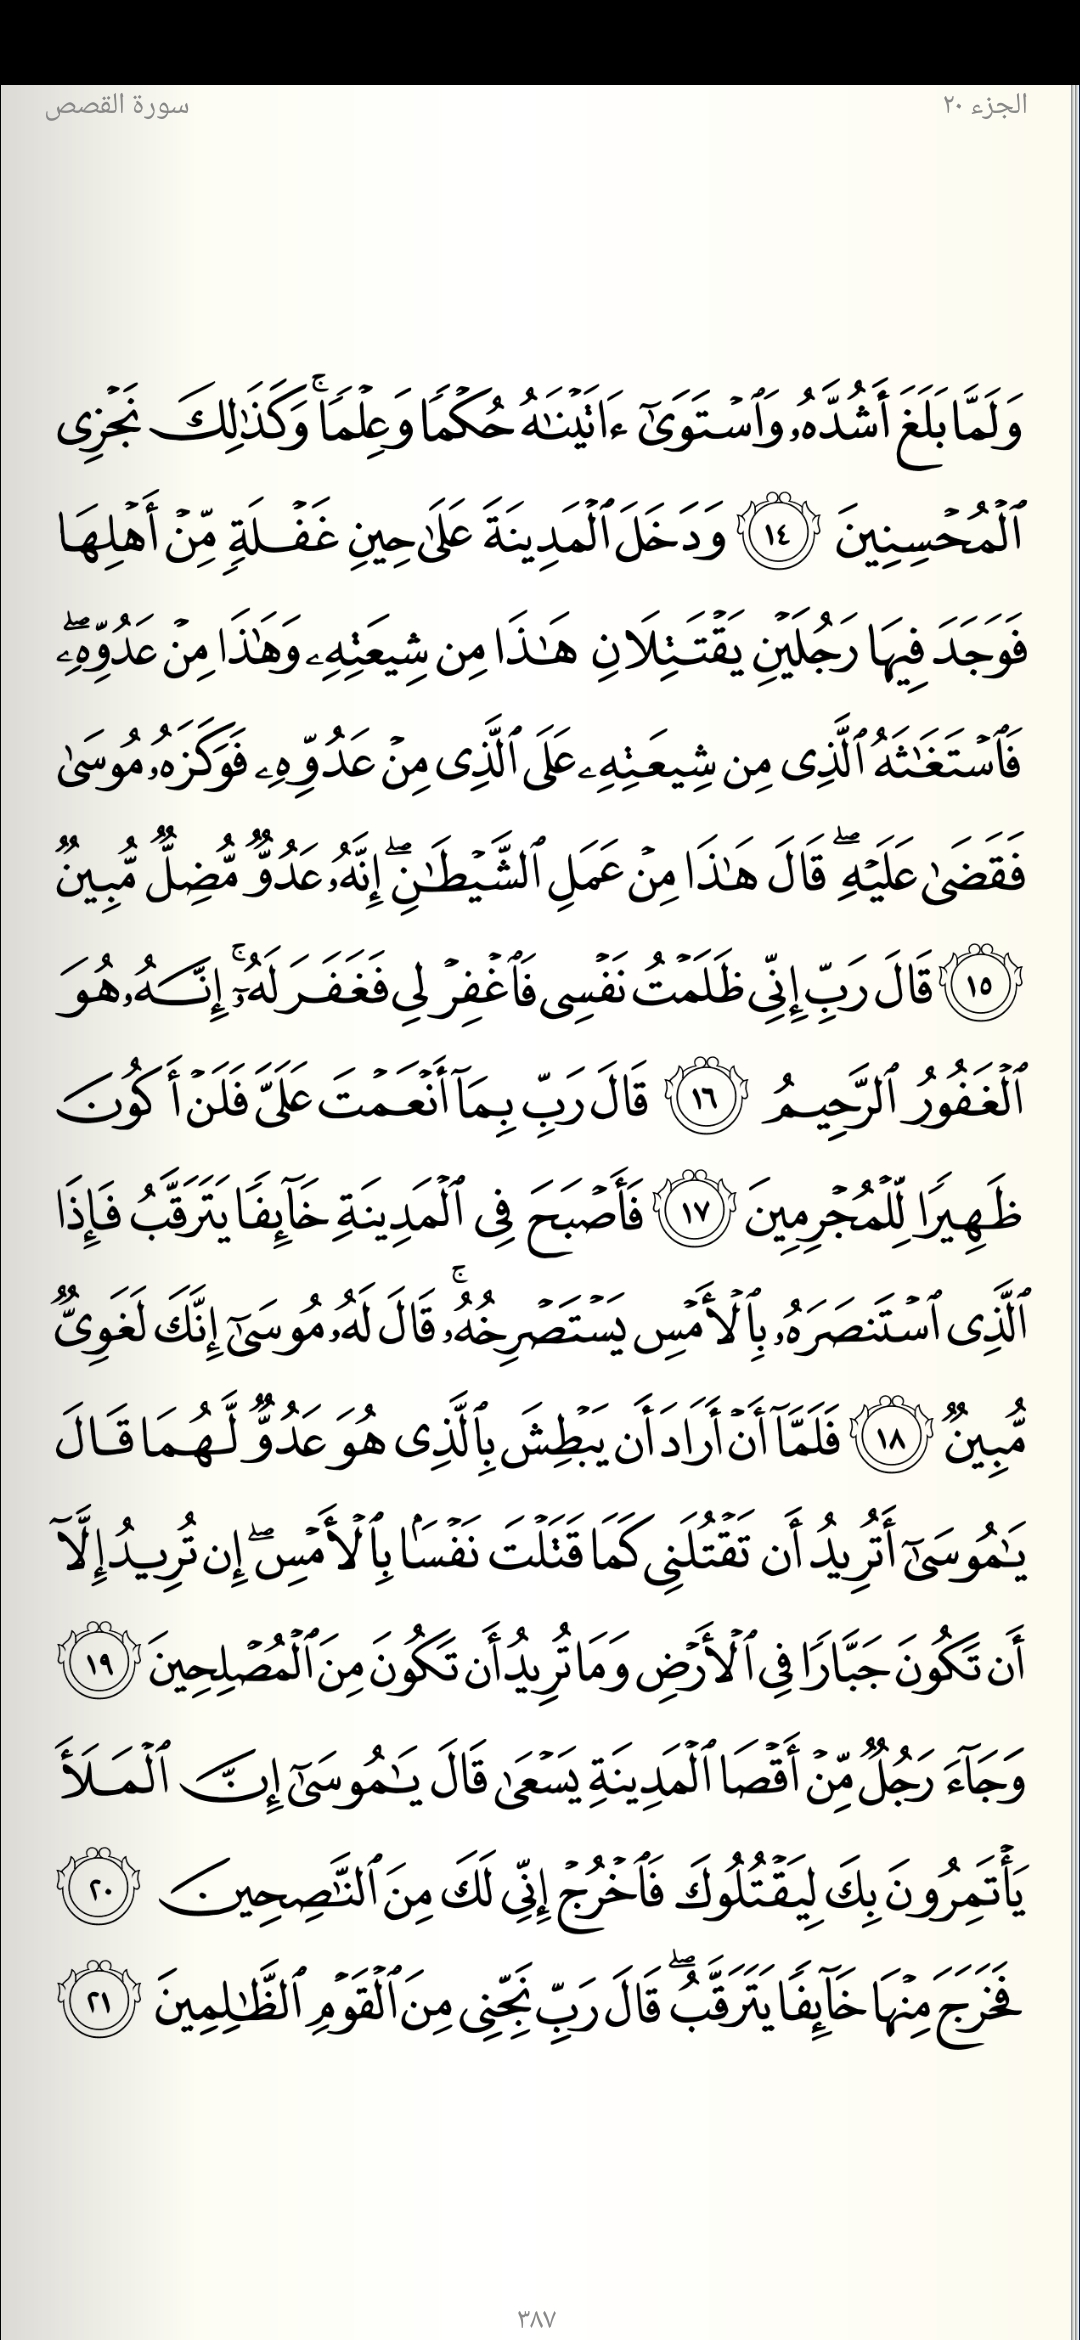 سورة القصص
الجزء ٢٠
وَلَمَّا بَلَغَ أَشُدَّهُۥ وَٱسۡتَوَىٰٓ ءَاتَيۡنَٰهُ حُكۡمٗا وَعِلۡمٗاۚ وَكَذَٰلِكَ نَجۡزِي
ٱلۡمُحۡسِنِينَ ١٤ وَدَخَلَ ٱلۡمَدِينَةَ عَلَىٰ حِينِ غَفۡلَةٖ مِّنۡ أَهۡلِهَا
فَوَجَدَ فِيهَا رَجُلَيۡنِ يَقۡتَتِلَانِ هَٰذَا مِن شِيعَتِهِۦ وَهَٰذَا مِنۡ عَدُوِّهِۦۖ
فَٱسۡتَغَٰثَهُ ٱلَّذِي مِن شِيعَتِهِۦ عَلَى ٱلَّذِي مِنۡ عَدُوِّهِۦ فَوَكَزَهُۥ مُوسَىٰ
فَقَضَىٰ عَلَيۡهِۖ قَالَ هَٰذَا مِنۡ عَمَلِ ٱلشَّيۡطَٰنِۖ إِنَّهُۥ عَدُوّٞ مُّضِلّٞ مُّبِينٞ
١٥ قَالَ رَبِّ إِنِّي ظَلَمۡتُ نَفۡسِي فَٱغۡفِرۡ لِي فَغَفَرَ لَهُۥٓۚ إِنَّهُۥ هُوَ
ٱلۡغَفُورُ ٱلرَّحِيمُ ١٦ قَالَ رَبِّ بِمَآ أَنۡعَمۡتَ عَلَيَّ فَلَنۡ أَكُونَ
ظَهِيرٗا لِّلۡمُجۡرِمِينَ ١٧ فَأَصۡبَحَ فِي ٱلۡمَدِينَةِ خَآئِفٗا يَتَرَقَّبُ فَإِذَا
ٱلَّذِي ٱسۡتَنصَرَهُۥ بِٱلۡأَمۡسِ يَسۡتَصۡرِخُهُۥۚ قَالَ لَهُۥ مُوسَىٰٓ إِنَّكَ لَغَوِيّٞ
مُّبِينٞ ١٨ فَلَمَّآ أَنۡ أَرَادَ أَن يَبۡطِشَ بِٱلَّذِي هُوَ عَدُوّٞ لَّهُمَا قَالَ
يَٰمُوسَىٰٓ أَتُرِيدُ أَن تَقۡتُلَنِي كَمَا قَتَلۡتَ نَفۡسَۢا بِٱلۡأَمۡسِۖ إِن تُرِيدُ إِلَّآ
أَن تَكُونَ جَبَّارٗا فِي ٱلۡأَرۡضِ وَمَا تُرِيدُ أَن تَكُونَ مِنَ ٱلۡمُصۡلِحِينَ ١٩
وَجَآءَ رَجُلٞ مِّنۡ أَقۡصَا ٱلۡمَدِينَةِ يَسۡعَىٰ قَالَ يَٰمُوسَىٰٓ إِنَّ ٱلۡمَلَأَ
يَأۡتَمِرُونَ بِكَ لِيَقۡتُلُوكَ فَٱخۡرُجۡ إِنِّي لَكَ مِنَ ٱلنَّٰصِحِينَ ٢٠
فَخَرَجَ مِنۡهَا خَآئِفٗا يَتَرَقَّبُۖ قَالَ رَبِّ نَجِّنِي مِنَ ٱلۡقَوۡمِ ٱلظَّٰلِمِينَ ٢١
٣٨٧